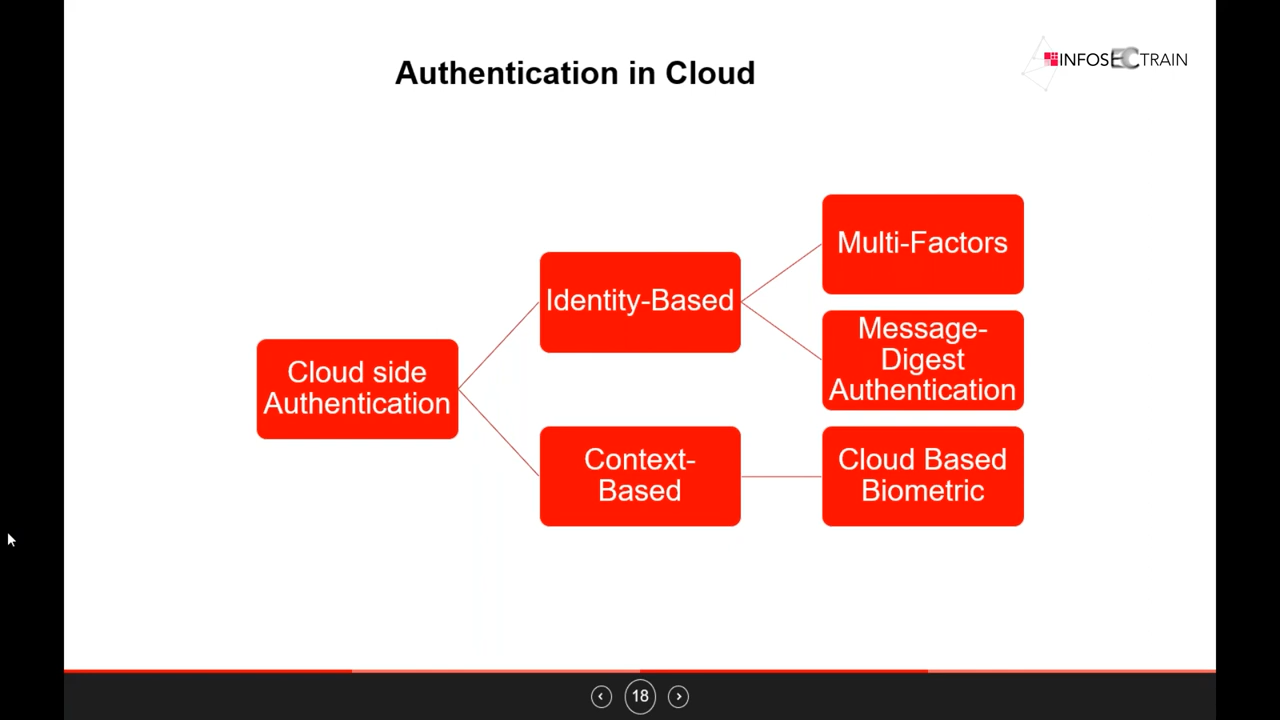 Authentication in Cloud
INFOSECTRAIN
Multi-Factors
Identity-Based
Message-
Digest
Authentication
Cloud side
Authentication
Context-
Based
Cloud Based
Biometric
18